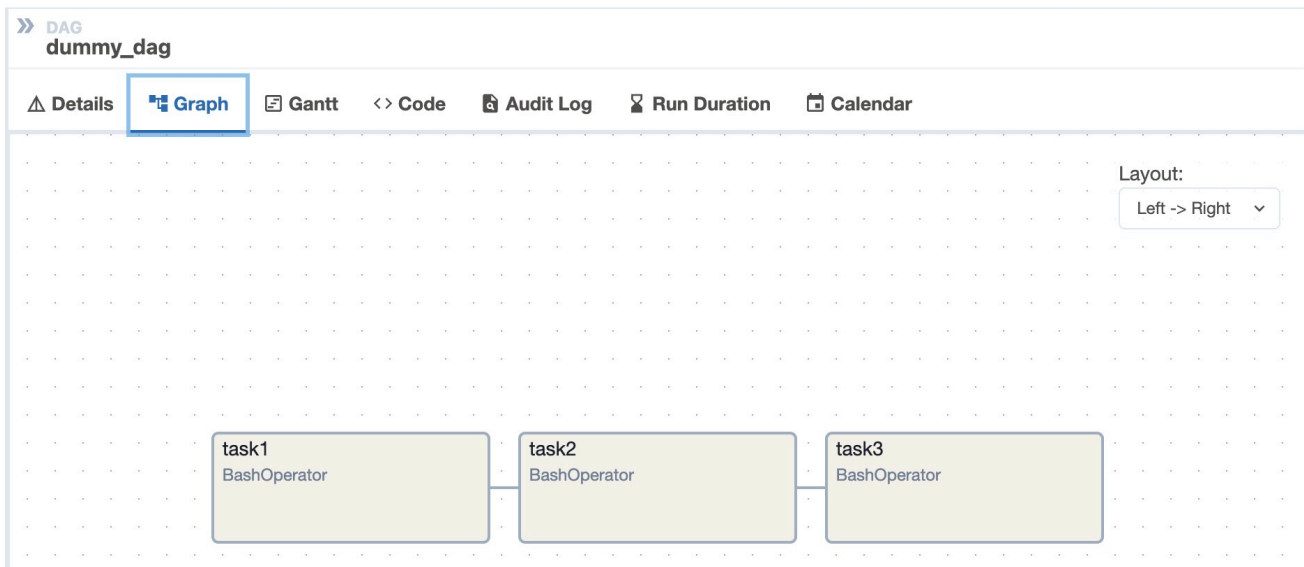 DAG
dummy_dag
Details Graph Gantt Code Audit Log Run Duration Calendar
Layout:
Left -> Right
task1 task2 task3
BashOperator BashOperator BashOperator